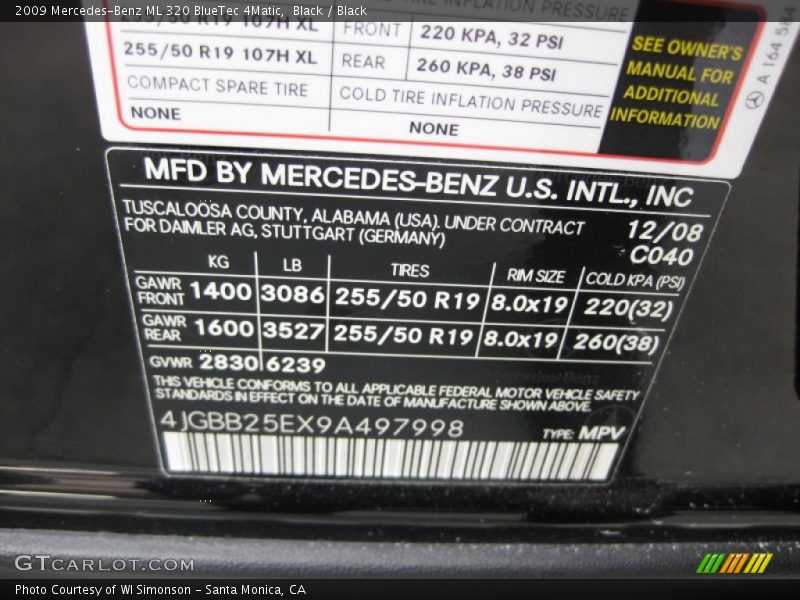 2009 Mercedes-Benz ML 320 BlueTec 4Matic, Black / Black
TIRE INFLATION PRESSURE
255/50 R19 107H XL FRONT 220 KPA, 32 PSI
255/50 R19 107H XL REAR 260 KPA, 38 PSI
COMPACT SPARE TIRE COLD TIRE INFLATION PRESSURE
NONE NONE
SEE OWNER'S
MANUAL FOR
ADDITIONAL
INFORMATION
MFD BY MERCEDES-BENZ U.S. INTL., INC
TUSCALOOSA COUNTY, ALABAMA (USA), UNDER CONTRACT 12/08
FOR DAIMLER AG, STUTTGART (GERMANY) C040
KG LB TIRES RIM SIZE COLD KPA (PSI)
GAWR FRONT 1400 3086 255/50 R19 8.0x19 220(32)
GAWR REAR 1600 3527 255/50 R19 8.0x19 260(38)
GVWR 2830 6239
THIS VEHICLE CONFORMS TO ALL APPLICABLE FEDERAL MOTOR VEHICLE SAFETY
STANDARDS IN EFFECT ON THE DATE OF MANUFACTURE SHOWN ABOVE.
4JGBB25EX9A497998 TYPE: MPV
GTCARLOT.COM
Photo Courtesy of WI Simonson - Santa Monica, CA